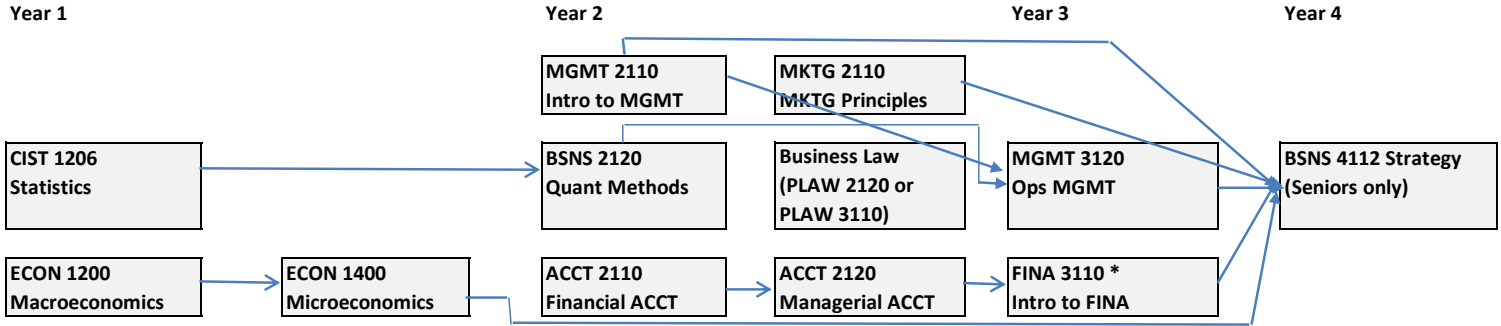 Year 1
Year 2
Year 3
Year 4
MGMT 2110
Intro to MGMT
MKTG 2110
MKTG Principles
CIST 1206
Statistics
BSNS 2120
Quant Methods
Business Law
(PLAW 2120 or
PLAW 3110)
MGMT 3120
Ops MGMT
BSNS 4112 Strategy
(Seniors only)
ECON 1200
Macroeconomics
ECON 1400
Microeconomics
ACCT 2110
Financial ACCT
ACCT 2120
Managerial ACCT
FINA 3110 *
Intro to FINA